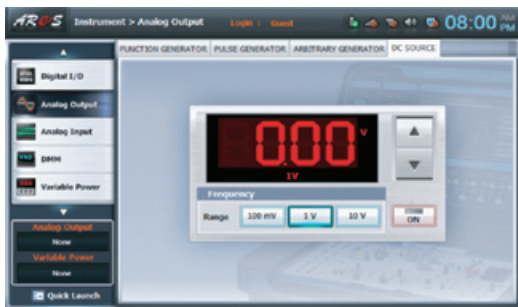 AROS Instrument > Analog Output Login : Guest 08:00 AM PM
FUNCTION GENERATOR PULSE GENERATOR ARBITRARY GENERATOR DC SOURCE
Digital I/O
Analog Output
Analog Input
DMM
Variable Power
Analog Output
None
Variable Power
None
Quick Launch
0.00 V
1V
Frequency
Range 100 mV 1 V 10 V
ON